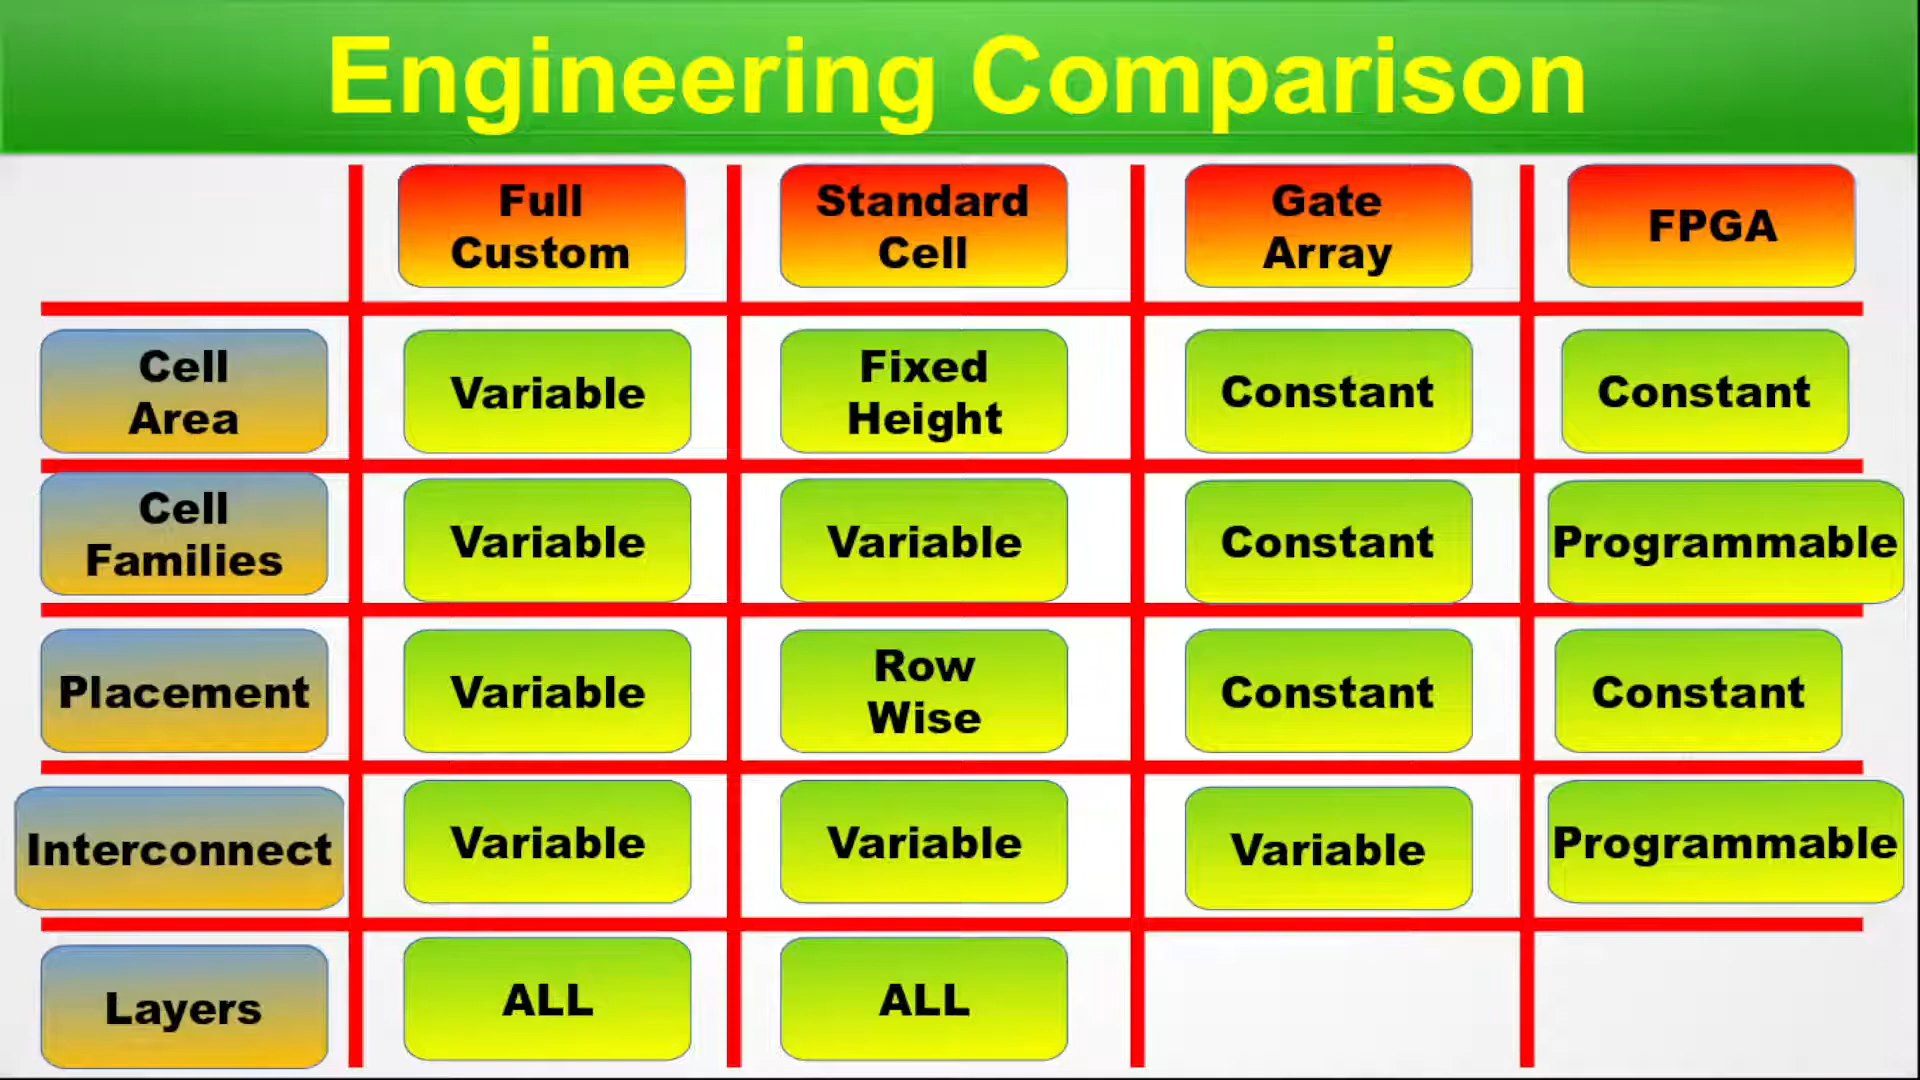 Engineering Comparison
Full
Custom
Standard
Cell
Gate
Array
FPGA
Cell
Area
Variable
Fixed
Height
Constant
Constant
Cell
Families
Variable
Variable
Constant
Programmable
Placement
Variable
Row
Wise
Constant
Constant
Interconnect
Variable
Variable
Variable
Programmable
Layers
ALL
ALL